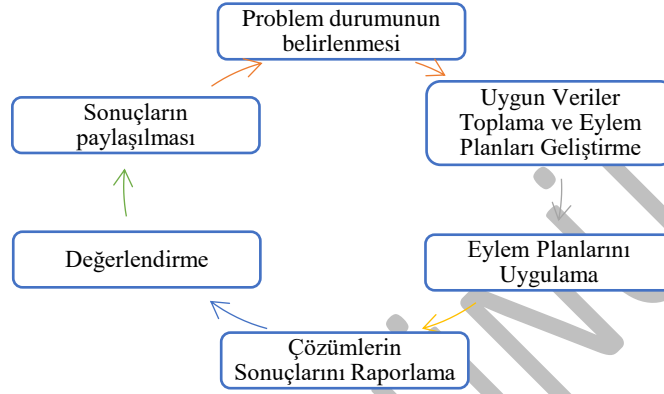 Problem durumunun
belirlenmesi
Uygun Veriler
Toplama ve Eylem
Planları Geliştirme
Eylem Planlarını
Uygulama
Çözümlerin
Sonuçlarını Raporlama
Değerlendirme
Sonuçların
paylaşılması